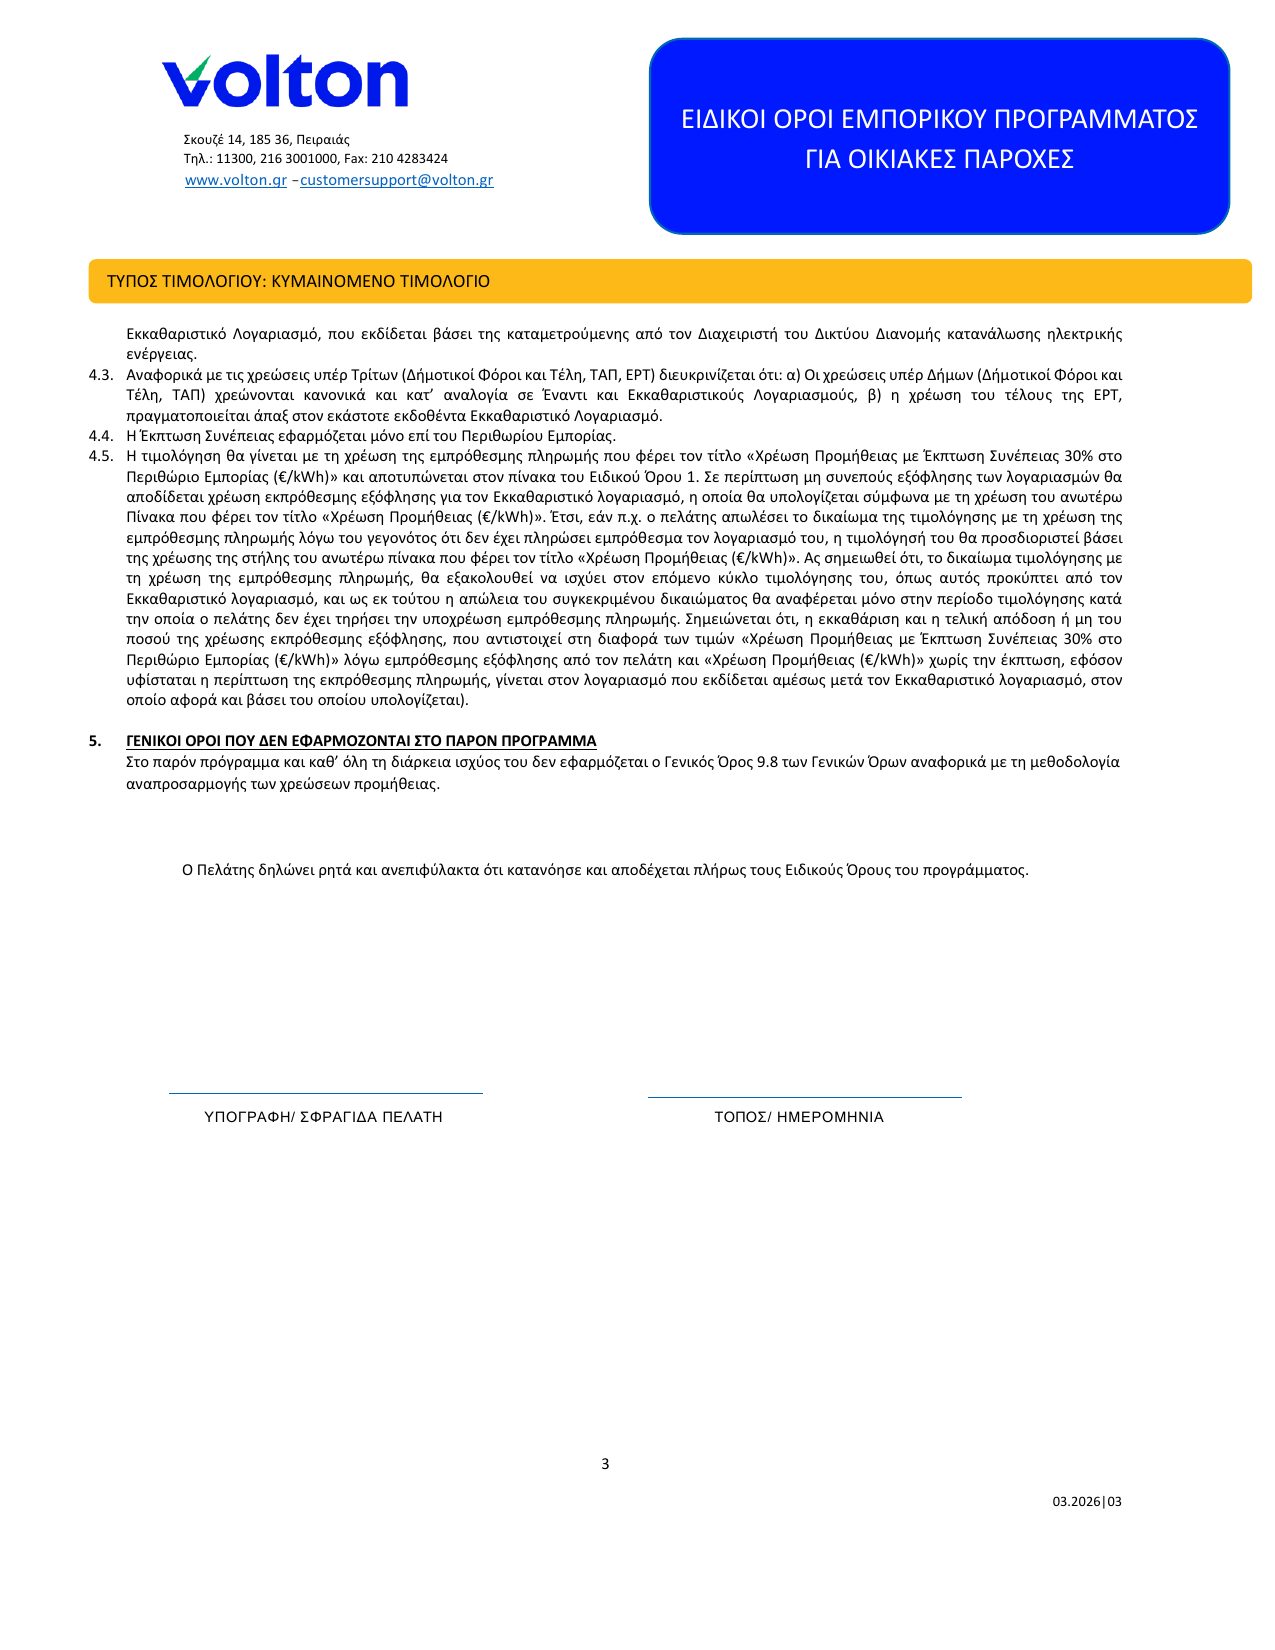 volton
ΕΙΔΙΚΟΙ ΟΡΟΙ ΕΜΠΟΡΙΚΟΥ ΠΡΟΓΡΑΜΜΑΤΟΣ
ΓΙΑ ΟΙΚΙΑΚΕΣ ΠΑΡΟΧΕΣ
Σκουζέ 14, 185 36, Πειραιάς
Τηλ.: 11300, 216 3001000, Fax: 210 4283424
www.volton.gr –customersupport@volton.gr
ΤΥΠΟΣ ΤΙΜΟΛΟΓΙΟΥ: ΚΥΜΑΙΝΟΜΕΝΟ ΤΙΜΟΛΟΓΙΟ
Εκκαθαριστικό Λογαριασμό, που εκδίδεται βάσει της καταμετρούμενης από τον Διαχειριστή του Δικτύου Διανομής κατανάλωσης ηλεκτρικής
ενέργειας.
4.3. Αναφορικά με τις χρεώσεις υπέρ Τρίτων (Δήμοτικοί Φόροι και Τέλη, ΤΑΠ, ΕΡΤ) διευκρινίζεται ότι: α) Οι χρεώσεις υπέρ Δήμων (Δημοτικοί Φόροι και
Τέλη, ΤΑΠ) χρεώνονται κανονικά και κατ’ αναλογία σε Έναντι και Εκκαθαριστικούς Λογαριασμούς, β) η χρέωση του τέλους της ΕΡΤ,
πραγματοποιείται άπαξ στον εκάστοτε εκδοθέντα Εκκαθαριστικό Λογαριασμό.
4.4. Η Έκπτωση Συνέπειας εφαρμόζεται μόνο επί του Περιθωρίου Εμπορίας.
4.5. Η τιμολόγηση θα γίνεται με τη χρέωση της εμπρόθεσμης πληρωμής που φέρει τον τίτλο «Χρέωση Προμήθειας με Έκπτωση Συνέπειας 30% στο
Περιθώριο Εμπορίας (€/kWh)» και αποτυπώνεται στον πίνακα του Ειδικού Όρου 1. Σε περίπτωση μη συνεπούς εξόφλησης των λογαριασμών θα
αποδίδεται χρέωση εκπρόθεσμης εξόφλησης για τον Εκκαθαριστικό λογαριασμό, η οποία θα υπολογίζεται σύμφωνα με τη χρέωση του ανωτέρω
Πίνακα που φέρει τον τίτλο «Χρέωση Προμήθειας (€/kWh)». Έτσι, εάν π.χ. ο πελάτης απωλέσει το δικαίωμα της τιμολόγησης με τη χρέωση της
εμπρόθεσμης πληρωμής λόγω του γεγονότος ότι δεν έχει πληρώσει εμπρόθεσμα τον λογαριασμό του, η τιμολόγησή του θα προσδιοριστεί βάσει
της χρέωσης της στήλης του ανωτέρω πίνακα που φέρει τον τίτλο «Χρέωση Προμήθειας (€/kWh)». Ας σημειωθεί ότι, το δικαίωμα τιμολόγησης με
τη χρέωση της εμπρόθεσμης πληρωμής, θα εξακολουθεί να ισχύει στον επόμενο κύκλο τιμολόγησης του, όπως αυτός προκύπτει από τον
Εκκαθαριστικό λογαριασμό, και ως εκ τούτου η απώλεια του συγκεκριμένου δικαιώματος θα αναφέρεται μόνο στην περίοδο τιμολόγησης κατά
την οποία ο πελάτης δεν έχει τηρήσει την υποχρέωση εμπρόθεσμης πληρωμής. Σημειώνεται ότι, η εκκαθάριση και η τελική απόδοση ή μη του
ποσού της χρέωσης εκπρόθεσμης εξόφλησης, που αντιστοιχεί στη διαφορά των τιμών «Χρέωση Προμήθειας με Έκπτωση Συνέπειας 30% στο
Περιθώριο Εμπορίας (€/kWh)» λόγω εμπρόθεσμης εξόφλησης από τον πελάτη και «Χρέωση Προμήθειας (€/kWh)» χωρίς την έκπτωση, εφόσον
υφίσταται η περίπτωση της εκπρόθεσμης πληρωμής, γίνεται στον λογαριασμό που εκδίδεται αμέσως μετά τον Εκκαθαριστικό λογαριασμό, στον
οποίο αφορά και βάσει του οποίου υπολογίζεται).
5. ΓΕΝΙΚΟΙ ΟΡΟΙ ΠΟΥ ΔΕΝ ΕΦΑΡΜΟΖΟΝΤΑΙ ΣΤΟ ΠΑΡΟΝ ΠΡΟΓΡΑΜΜΑ
Στο παρόν πρόγραμμα και καθ’ όλη τη διάρκεια ισχύος του δεν εφαρμόζεται ο Γενικός Όρος 9.8 των Γενικών Όρων αναφορικά με τη μεθοδολογία
αναπροσαρμογής των χρεώσεων προμήθειας.
Ο Πελάτης δηλώνει ρητά και ανεπιφύλακτα ότι κατανόησε και αποδέχεται πλήρως τους Ειδικούς Όρους του προγράμματος.
ΥΠΟΓΡΑΦΗ/ ΣΦΡΑΓΙΔΑ ΠΕΛΑΤΗ
ΤΟΠΟΣ/ ΗΜΕΡΟΜΗΝΙΑ
3
03.2026|03